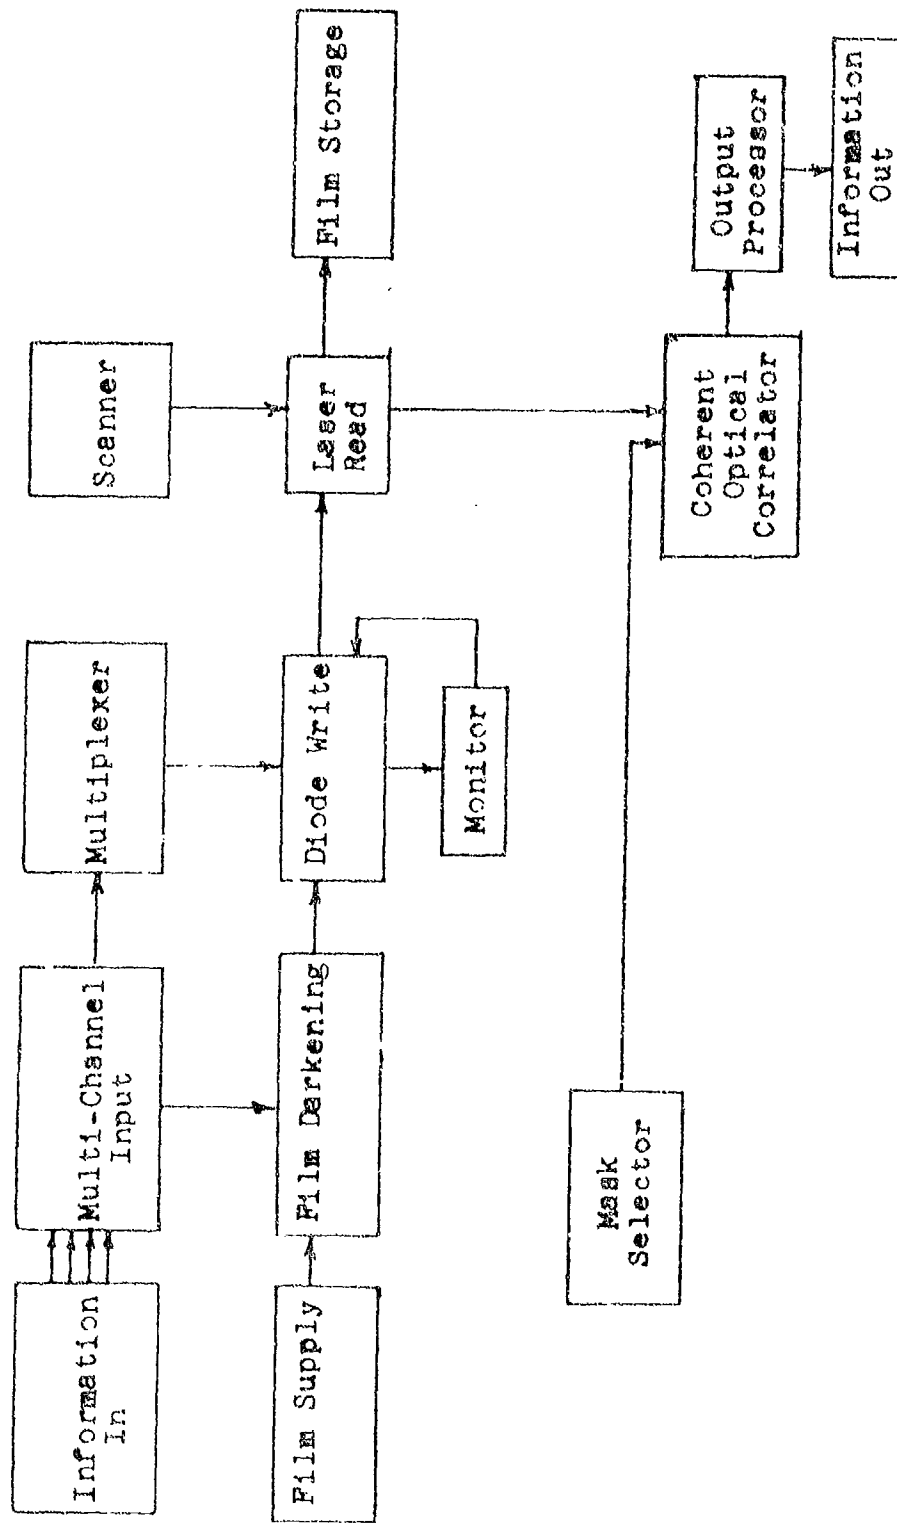 Information
In
Multi-Channel
Input
Multiplexer
Scanner
Film Supply
Film Darkening
Diode Write
Laser
Read
Film Storage
Monitor
Mask
Selector
Coherent
Optical
Correlator
Output
Processor
Information
Out